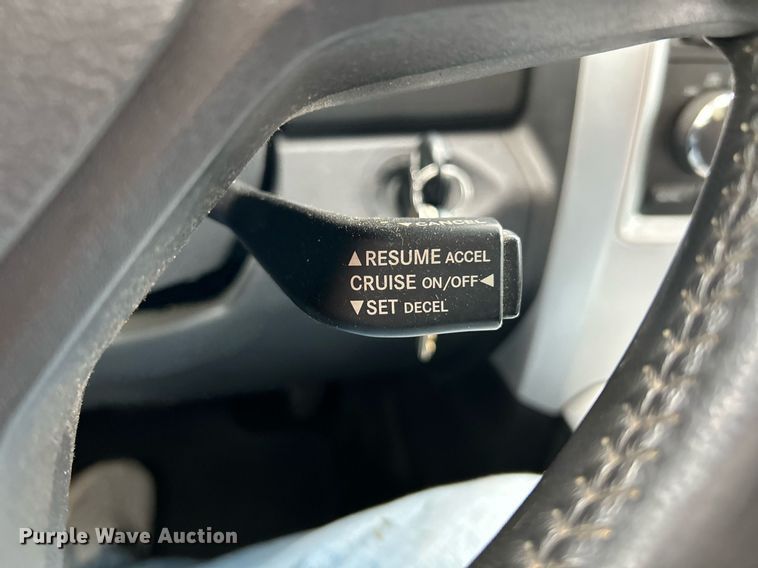 ▲RESUME ACCEL
CRUISE ON/OFF◀
▼SET DECEL
Purple Wave Auction®